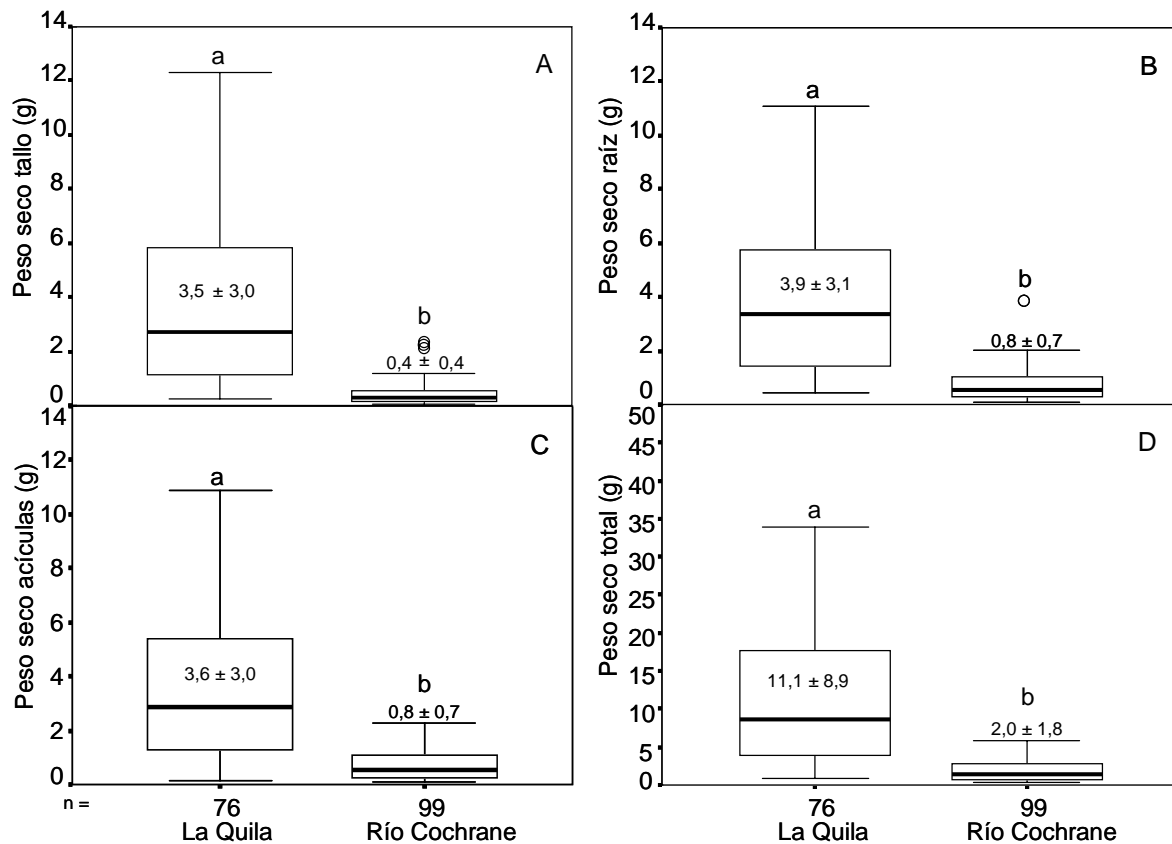 14
12
10
8
6
4
2
0
Peso seco tallo (g)
A
a
3,5 ± 3,0
b
0,4 ± 0,4
14
12
10
8
6
4
2
0
Peso seco raíz (g)
B
a
3,9 ± 3,1
b
0,8 ± 0,7
14
12
10
8
6
4
2
0
Peso seco acículas (g)
C
a
3,6 ± 3,0
b
0,8 ± 0,7
50
45
40
35
30
25
20
15
10
5
0
Peso seco total (g)
D
a
11,1 ± 8,9
b
2,0 ± 1,8
n = 76 99 76 99
La Quila Río Cochrane La Quila Río Cochrane